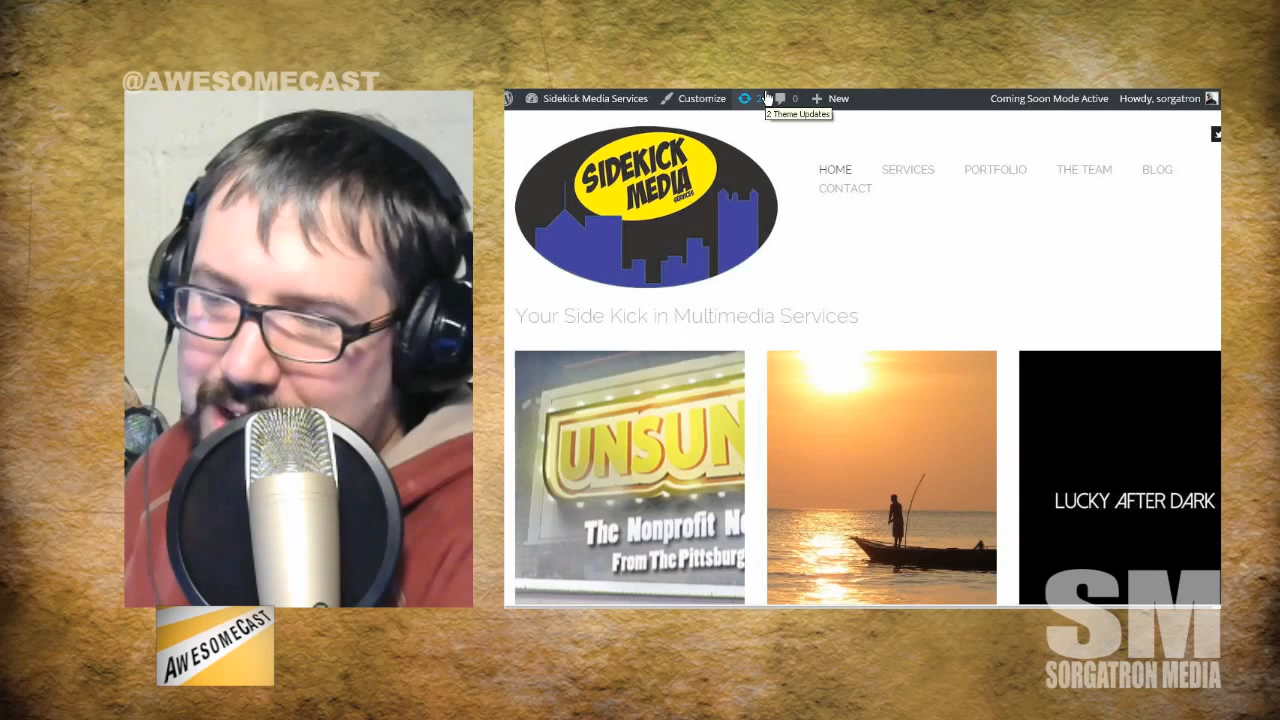 @AWESOMECAST
Sidekick Media Services Customize 0 New Coming Soon Mode Active Howdy, sorgatron
2 Theme Updates
SIDEKICK
MEDIA
SERVICES
HOME SERVICES PORTFOLIO THE TEAM BLOG
CONTACT
Your Side Kick in Multimedia Services
UNSUN
The Nonprofit N
From The Pittsburg
LUCKY AFTER DARK
AWESOMECAST
SM
SORGATRON MEDIA